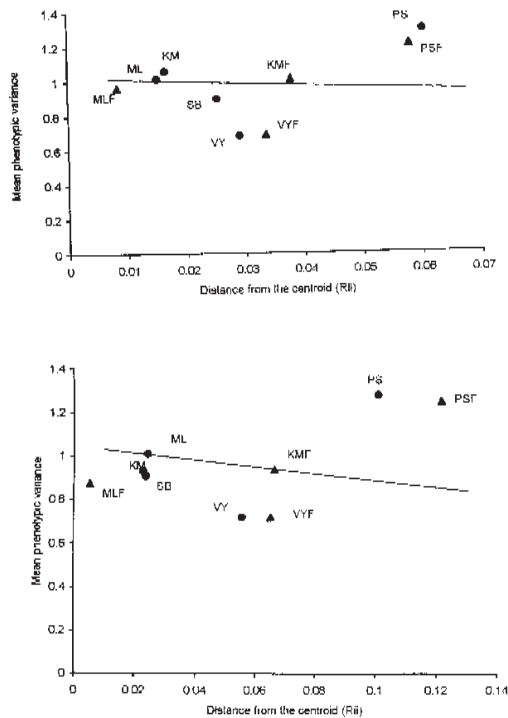 1.4
PS
1.2
PSF
KM
ML
KMF
1
MLF
SB
0.8
VYF
VY
0.6
0.4
0.2
0
0 0.01 0.02 0.03 0.04 0.05 0.06 0.07
Mean phenotypic variance
Distance from the centroid (Rii)
1.4
PS
PSF
1.2
ML
KMF
1
KM
SB
MLF
0.8
VY
VYF
0.6
0.4
0.2
0
0 0.02 0.04 0.06 0.08 0.1 0.12 0.14
Mean phenotypic variance
Distance from the centroid (Rii)